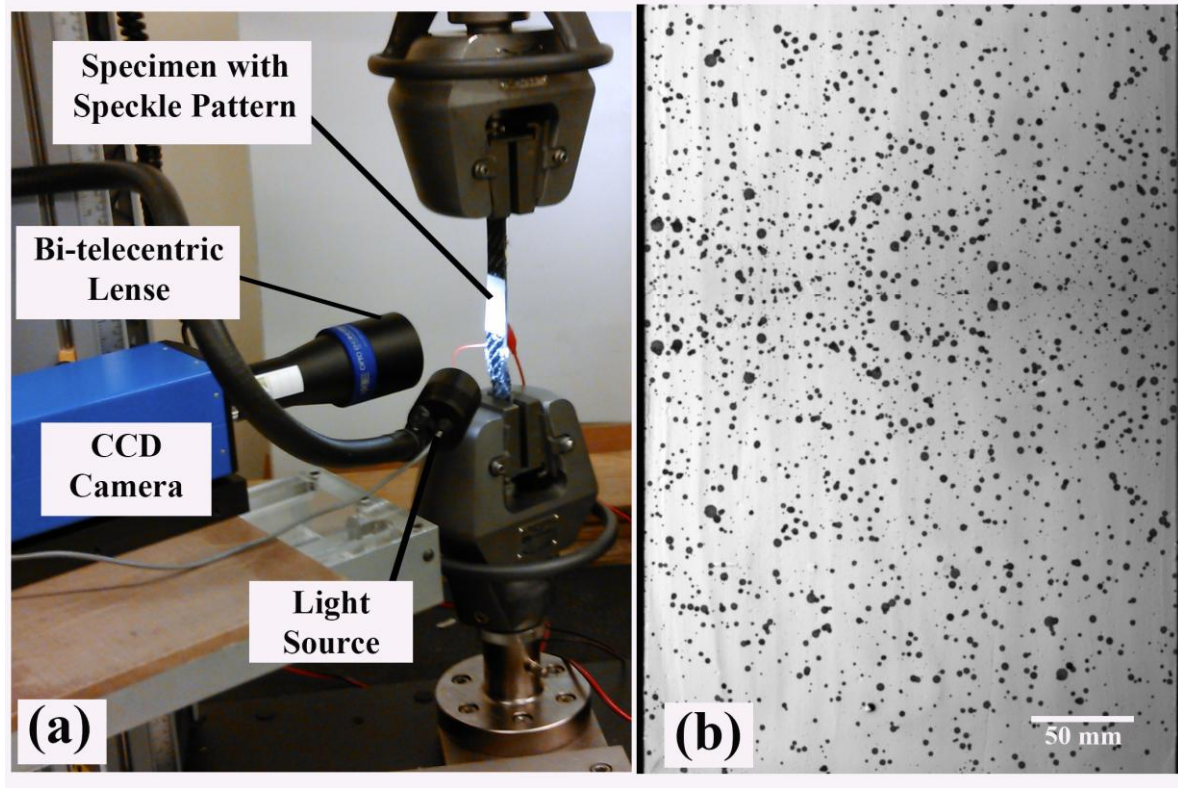 Specimen with
Speckle Pattern
Bi-telecentric
Lense
CCD
Camera
Light
Source
(a)
(b)
50 mm